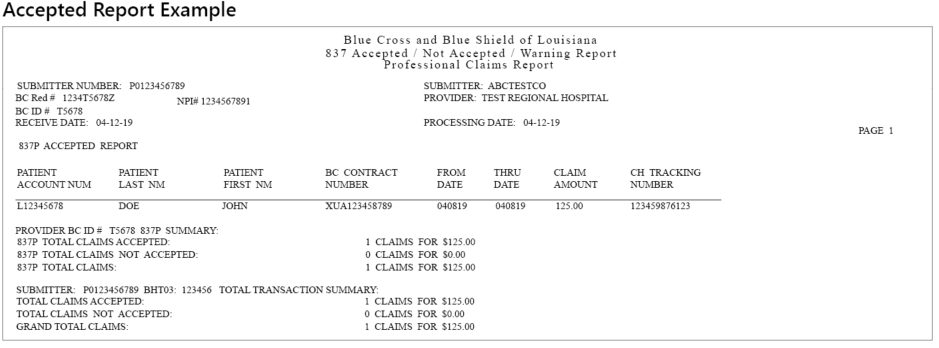 Accepted Report Example
Blue Cross and Blue Shield of Louisiana
837 Accepted / Not Accepted / Warning Report
Professional Claims Report
SUBMITTER NUMBER: P0123456789 SUBMITTER: ABCTESTCO
BC Red # 1234T5678Z NPI# 1234567891 PROVIDER: TEST REGIONAL HOSPITAL
BC ID # T5678
RECEIVE DATE: 04-12-19 PROCESSING DATE: 04-12-19
PAGE 1
837P ACCEPTED REPORT
PATIENT PATIENT PATIENT BC CONTRACT FROM THRU CLAIM CH TRACKING
ACCOUNT NUM LAST NM FIRST NM NUMBER DATE DATE AMOUNT NUMBER
L12345678 DOE JOHN XUA123458789 040819 040819 125.00 123459876123
PROVIDER BC ID # T5678 837P SUMMARY:
837P TOTAL CLAIMS ACCEPTED: 1 CLAIMS FOR $125.00
837P TOTAL CLAIMS NOT ACCEPTED: 0 CLAIMS FOR $0.00
837P TOTAL CLAIMS: 1 CLAIMS FOR $125.00
SUBMITTER: P0123456789 BHT03: 123456 TOTAL TRANSACTION SUMMARY:
TOTAL CLAIMS ACCEPTED: 1 CLAIMS FOR $125.00
TOTAL CLAIMS NOT ACCEPTED: 0 CLAIMS FOR $0.00
GRAND TOTAL CLAIMS: 1 CLAIMS FOR $125.00